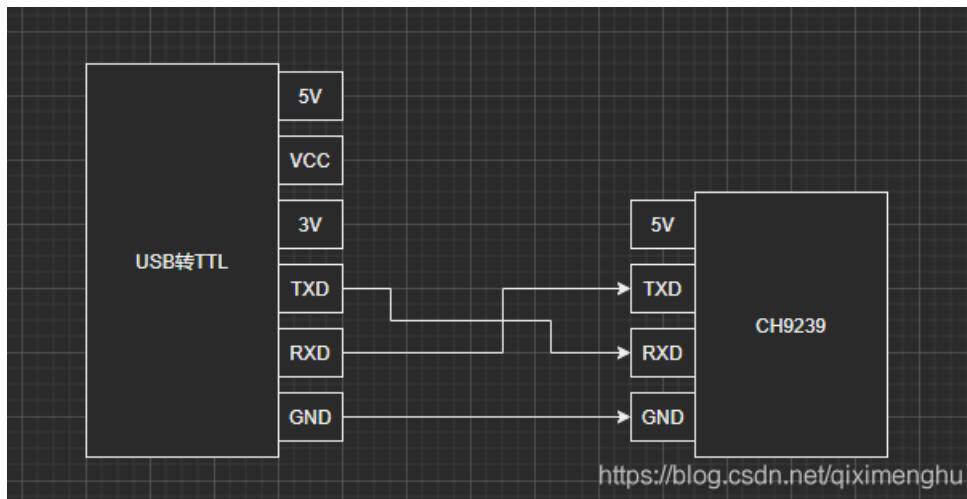 5V
VCC
3V
USB转TTL
TXD
RXD
GND
5V
TXD
RXD
GND
CH9239
https://blog.csdn.net/qiximenghu